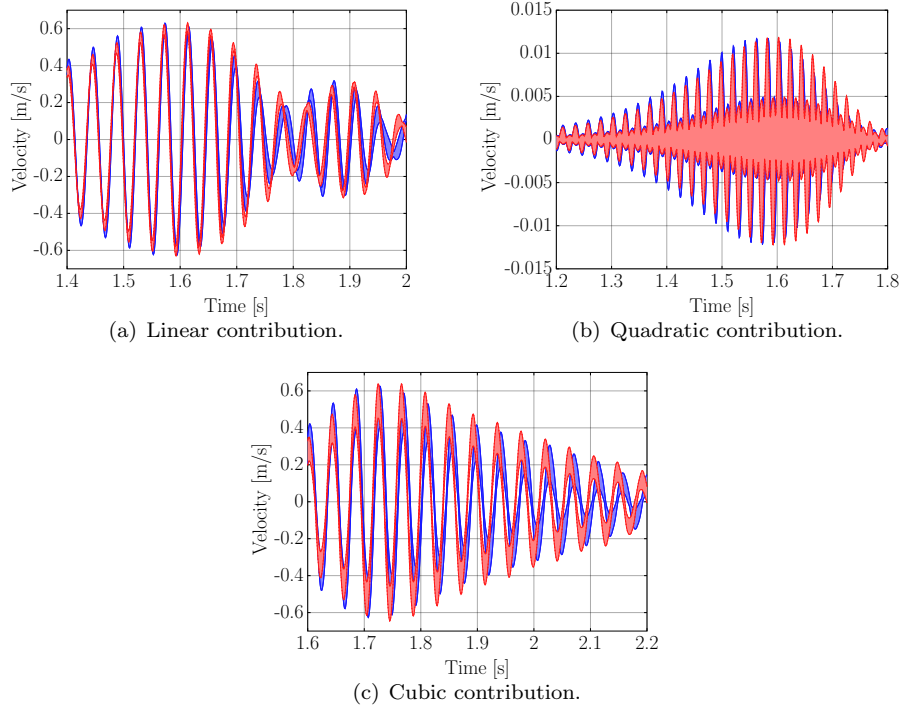 0.6
0.4
0.2
0
-0.2
-0.4
-0.6
Velocity [m/s]
1.4 1.5 1.6 1.7 1.8 1.9 2
Time [s]
(a) Linear contribution.
0.015
0.01
0.005
0
-0.005
-0.01
-0.015
Velocity [m/s]
1.2 1.3 1.4 1.5 1.6 1.7 1.8
Time [s]
(b) Quadratic contribution.
0.6
0.4
0.2
0
-0.2
-0.4
-0.6
Velocity [m/s]
1.6 1.7 1.8 1.9 2 2.1 2.2
Time [s]
(c) Cubic contribution.